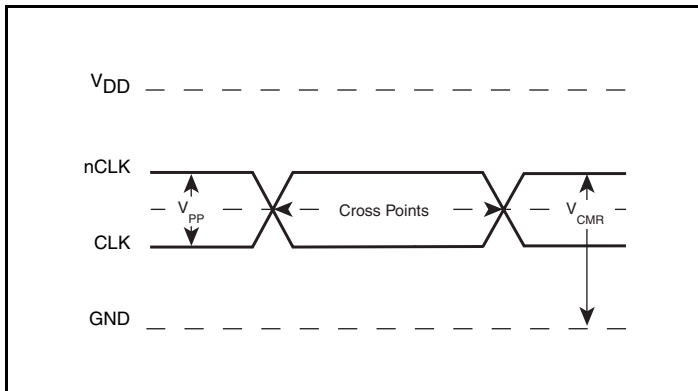 VDD
nCLK
VPP
Cross Points
VCMR
CLK
GND